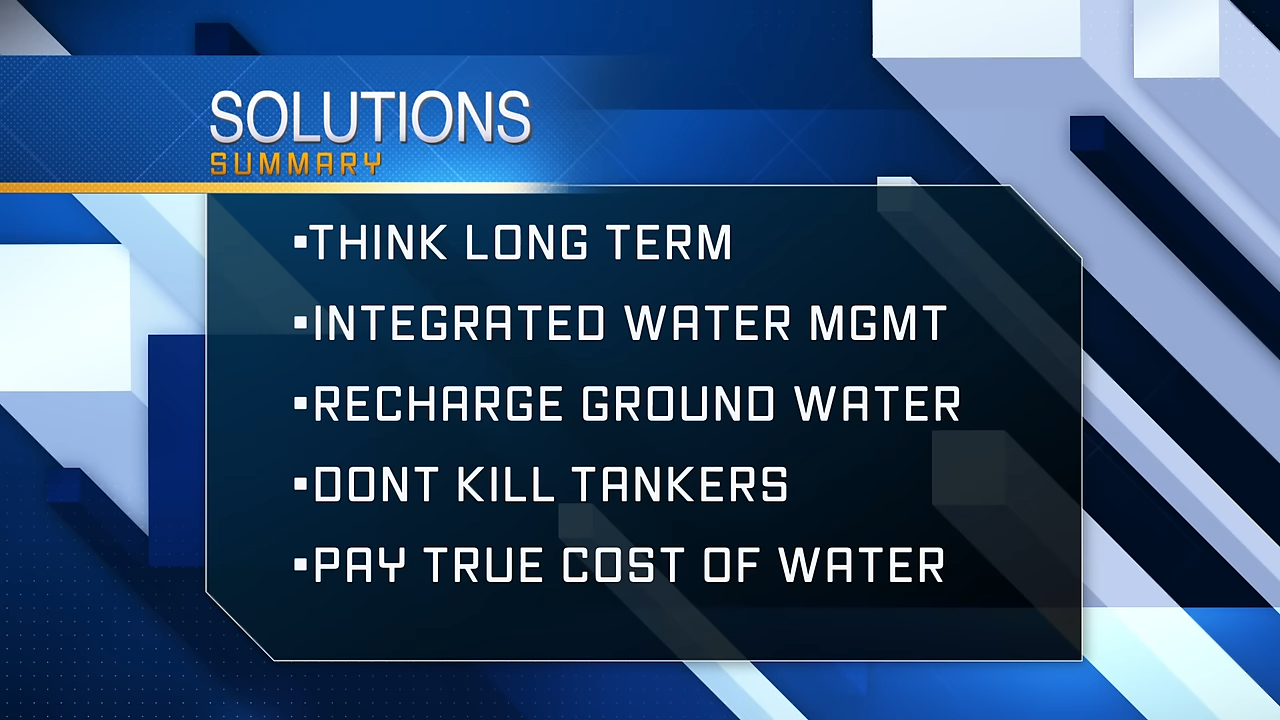 SOLUTIONS
SUMMARY
▪THINK LONG TERM
▪INTEGRATED WATER MGMT
▪RECHARGE GROUND WATER
▪DONT KILL TANKERS
▪PAY TRUE COST OF WATER